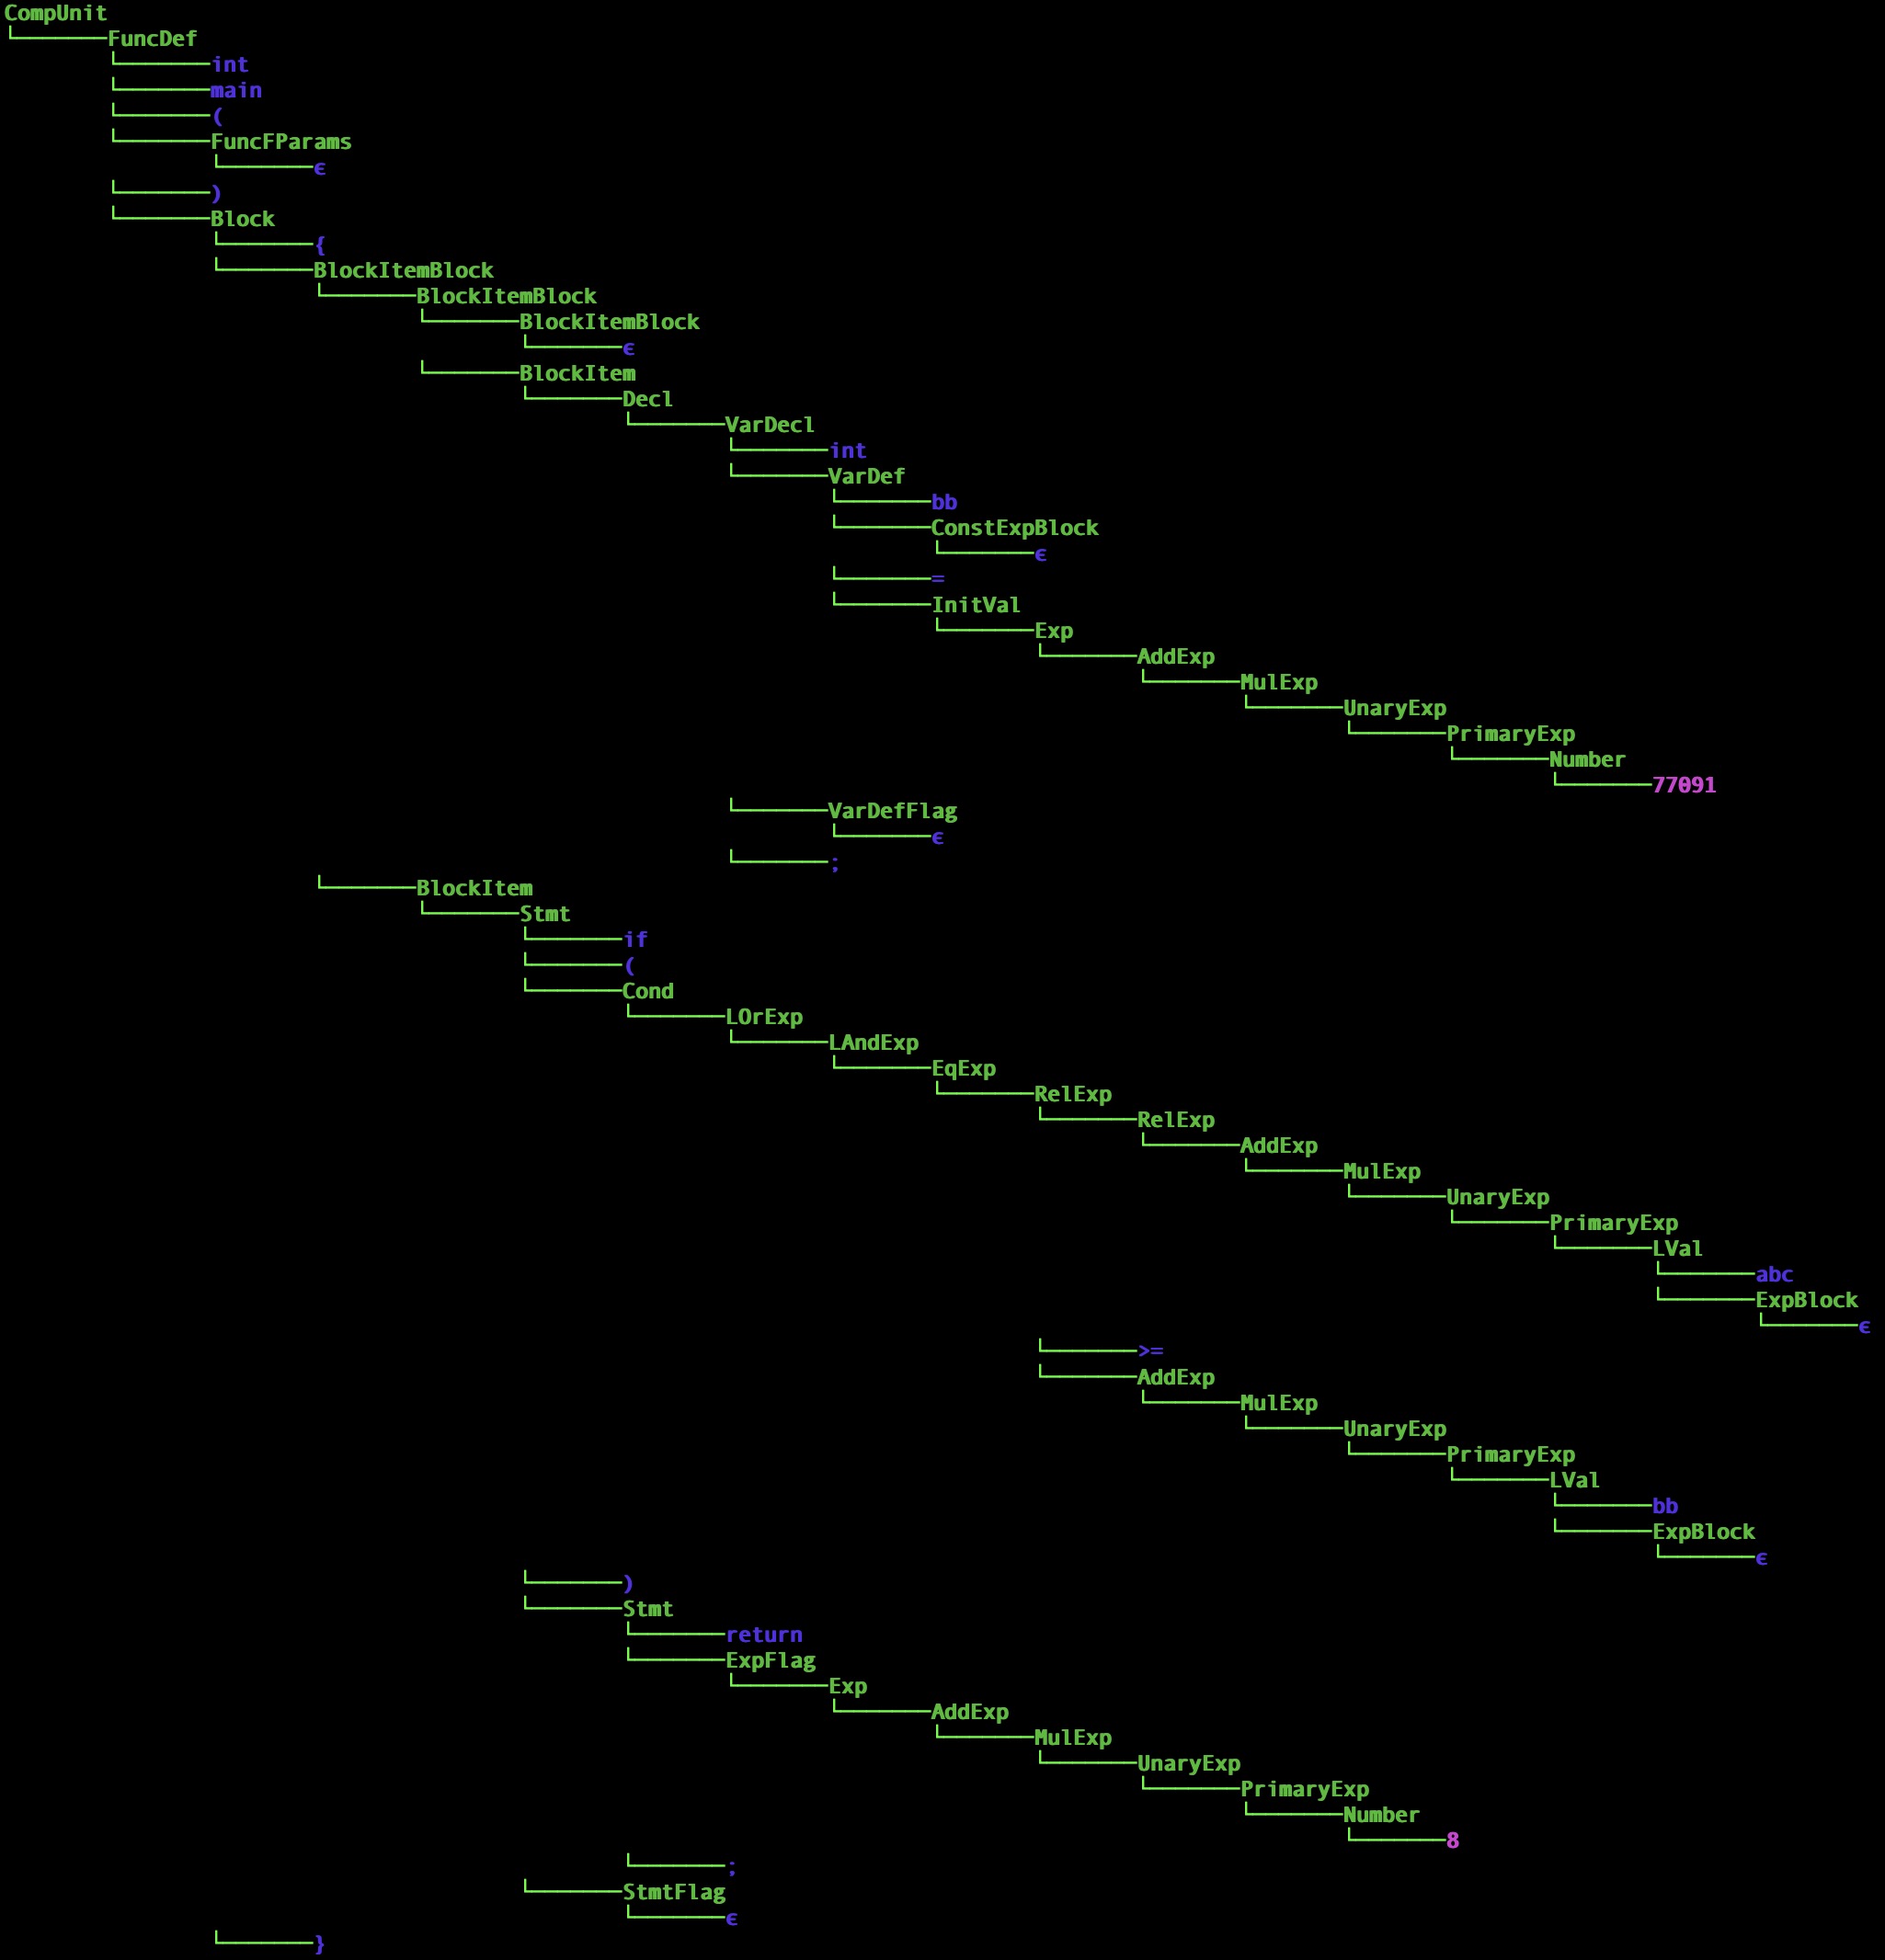 CompUnit
FuncDef
int
main
(
FuncFParams
ϵ
)
Block
{
BlockItemBlock
BlockItemBlock
BlockItemBlock
ϵ
BlockItem
Decl
VarDecl
int
VarDef
bb
ConstExpBlock
ϵ
=
InitVal
Exp
AddExp
MulExp
UnaryExp
PrimaryExp
Number
77091
VarDefFlag
ϵ
;
BlockItem
Stmt
if
(
Cond
LOrExp
LAndExp
EqExp
RelExp
RelExp
AddExp
MulExp
UnaryExp
PrimaryExp
LVal
abc
ExpBlock
ϵ
>=
AddExp
MulExp
UnaryExp
PrimaryExp
LVal
bb
ExpBlock
ϵ
)
Stmt
return
ExpFlag
Exp
AddExp
MulExp
UnaryExp
PrimaryExp
Number
8
;
StmtFlag
ϵ
}